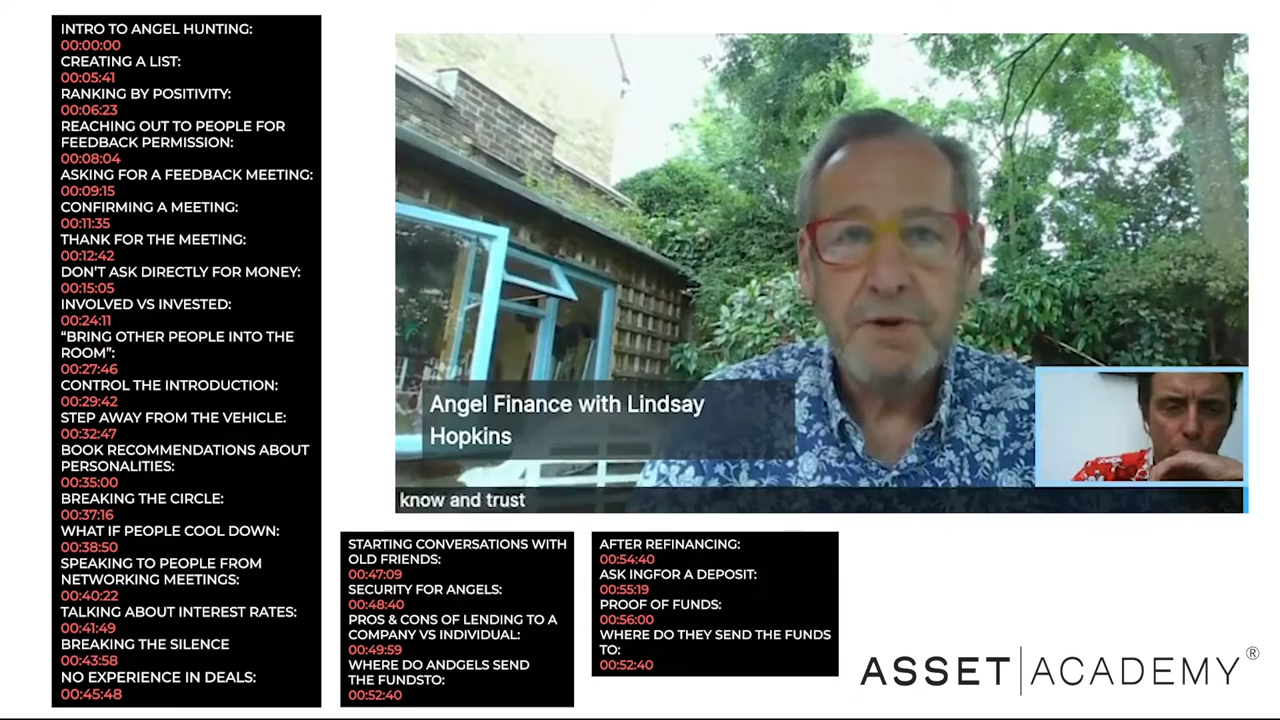 INTRO TO ANGEL HUNTING:
00:00:00
CREATING A LIST:
00:05:41
RANKING BY POSITIVITY:
00:06:23
REACHING OUT TO PEOPLE FOR
FEEDBACK PERMISSION:
00:08:04
ASKING FOR A FEEDBACK MEETING:
00:09:15
CONFIRMING A MEETING:
00:11:35
THANK FOR THE MEETING:
00:12:42
DON'T ASK DIRECTLY FOR MONEY:
00:15:05
INVOLVED VS INVESTED:
00:24:11
“BRING OTHER PEOPLE INTO THE
ROOM”:
00:27:46
CONTROL THE INTRODUCTION:
00:29:42
STEP AWAY FROM THE VEHICLE:
00:32:47
BOOK RECOMMENDATIONS ABOUT
PERSONALITIES:
00:35:00
BREAKING THE CIRCLE:
00:37:16
WHAT IF PEOPLE COOL DOWN:
00:38:50
SPEAKING TO PEOPLE FROM
NETWORKING MEETINGS:
00:40:22
TALKING ABOUT INTEREST RATES:
00:41:49
BREAKING THE SILENCE
00:43:58
NO EXPERIENCE IN DEALS:
00:45:48
Angel Finance with Lindsay
Hopkins
know and trust
STARTING CONVERSATIONS WITH
OLD FRIENDS:
00:47:09
SECURITY FOR ANGELS:
00:48:40
PROS & CONS OF LENDING TO A
COMPANY VS INDIVIDUAL:
00:49:59
WHERE DO ANDGELS SEND
THE FUNDSTO:
00:52:40
AFTER REFINANCING:
00:54:40
ASK INGFOR A DEPOSIT:
00:55:19
PROOF OF FUNDS:
00:56:00
WHERE DO THEY SEND THE FUNDS
TO:
00:52:40
ASSET|ACADEMY®